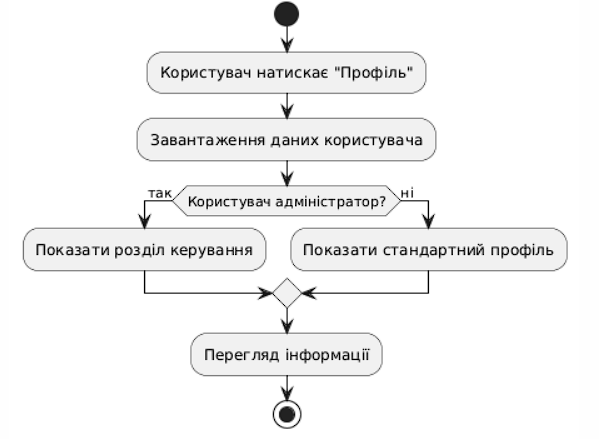 Користувач натискає "Профіль"
Завантаження даних користувача
так
Користувач адміністратор?
ні
Показати розділ керування
Показати стандартний профіль
Перегляд інформації